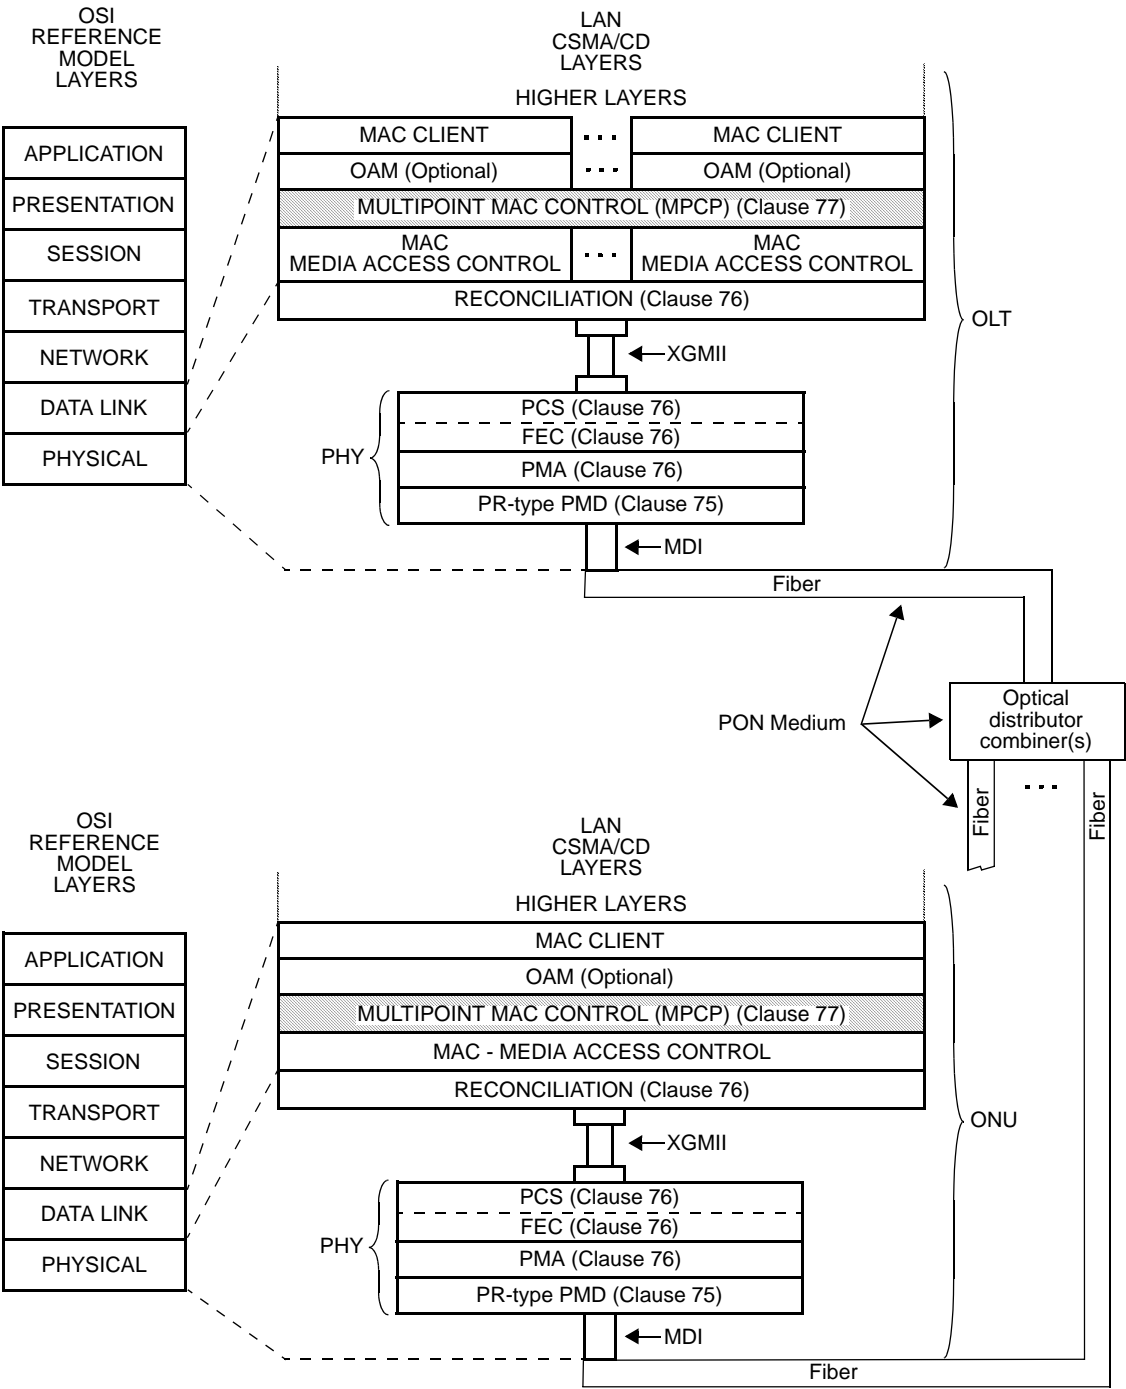 OSI
REFERENCE
MODEL
LAYERS
LAN
CSMA/CD
LAYERS
HIGHER LAYERS
APPLICATION
PRESENTATION
SESSION
TRANSPORT
NETWORK
DATA LINK
PHYSICAL
MAC CLIENT
...
MAC CLIENT
OAM (Optional)
...
OAM (Optional)
MULTIPOINT MAC CONTROL (MPCP) (Clause 77)
MAC
MEDIA ACCESS CONTROL
...
MAC
MEDIA ACCESS CONTROL
RECONCILIATION (Clause 76)
OLT
XGMII
PHY
PCS (Clause 76)
FEC (Clause 76)
PMA (Clause 76)
PR-type PMD (Clause 75)
MDI
Fiber
PON Medium
Optical
distributor
combiner(s)
Fiber
...
Fiber
OSI
REFERENCE
MODEL
LAYERS
LAN
CSMA/CD
LAYERS
HIGHER LAYERS
APPLICATION
PRESENTATION
SESSION
TRANSPORT
NETWORK
DATA LINK
PHYSICAL
MAC CLIENT
OAM (Optional)
MULTIPOINT MAC CONTROL (MPCP) (Clause 77)
MAC - MEDIA ACCESS CONTROL
RECONCILIATION (Clause 76)
ONU
XGMII
PHY
PCS (Clause 76)
FEC (Clause 76)
PMA (Clause 76)
PR-type PMD (Clause 75)
MDI
Fiber